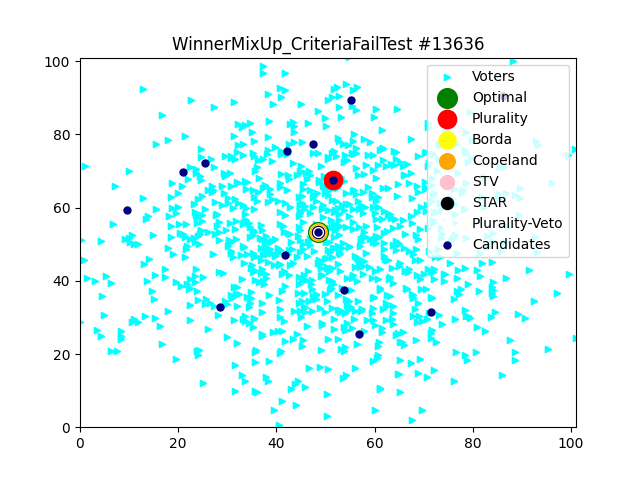 WinnerMixUp_CriteriaFailTest #13636
100
80
60
40
20
0
0
20
40
60
80
100
Voters
Optimal
Plurality
Borda
Copeland
STV
STAR
Plurality-Veto
Candidates